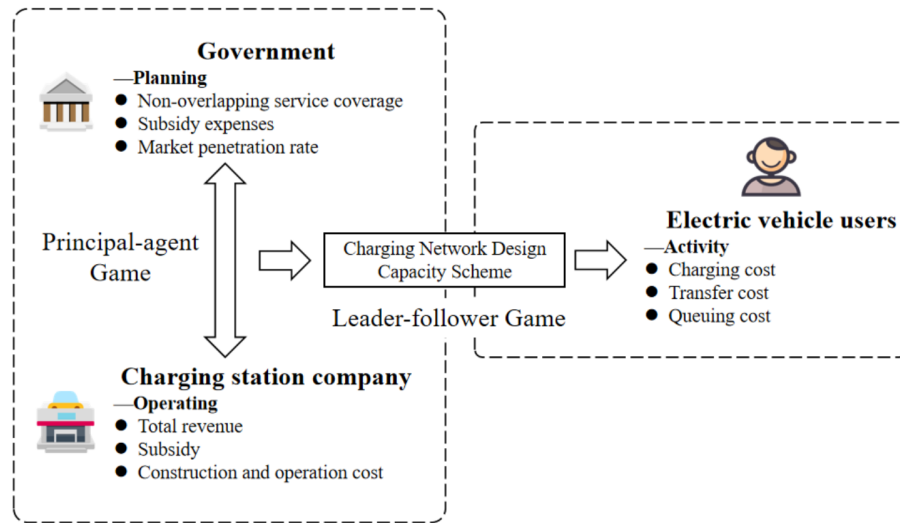 Government
—Planning
● Non-overlapping service coverage
● Subsidy expenses
● Market penetration rate
Principal-agent
Game
Charging Network Design
Capacity Scheme
Leader-follower Game
Electric vehicle users
—Activity
● Charging cost
● Transfer cost
● Queuing cost
Charging station company
—Operating
● Total revenue
● Subsidy
● Construction and operation cost